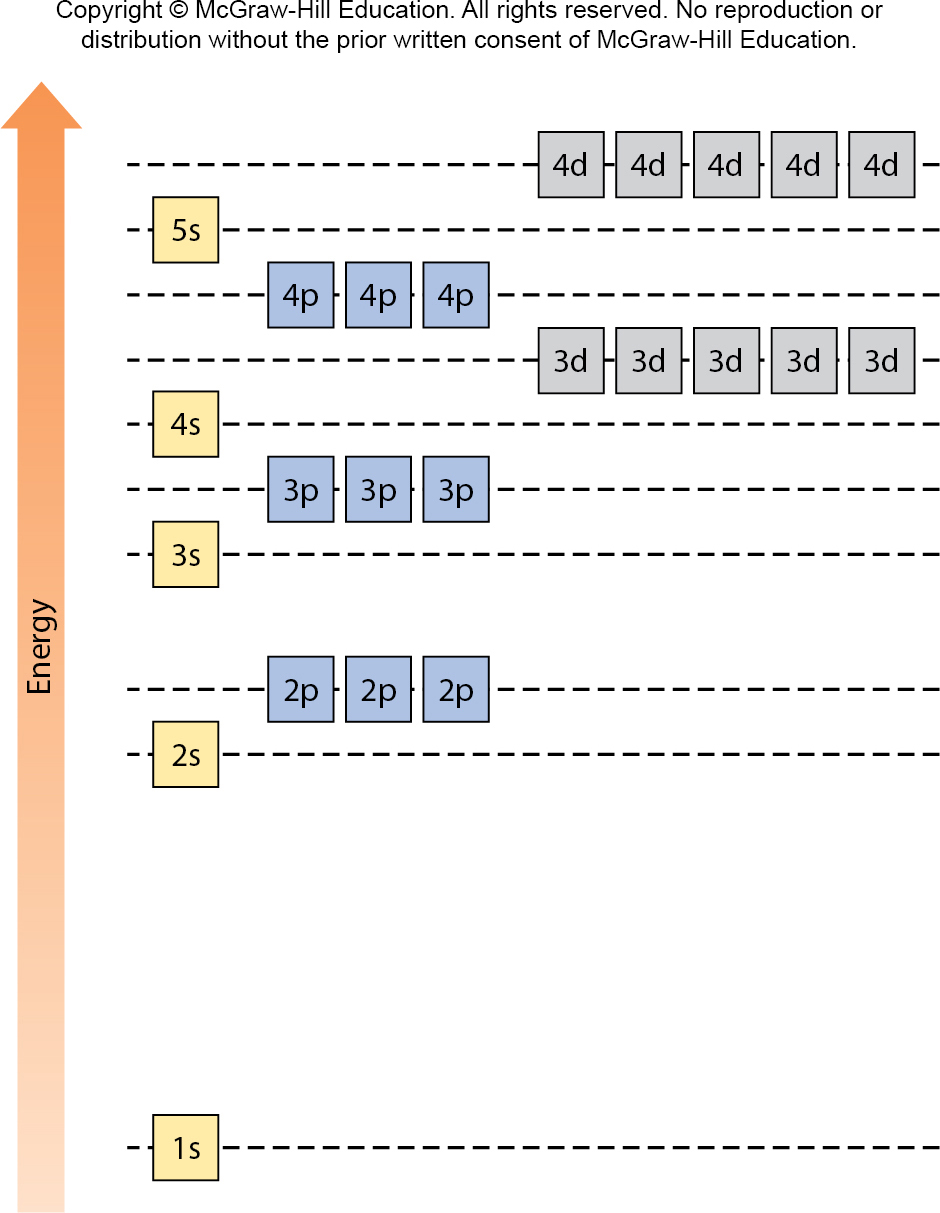 Copyright © McGraw-Hill Education. All rights reserved. No reproduction or
distribution without the prior written consent of McGraw-Hill Education.
4d 4d 4d 4d 4d
5s
4p 4p 4p
3d 3d 3d 3d 3d
4s
3p 3p 3p
3s
Energy
2p 2p 2p
2s
1s